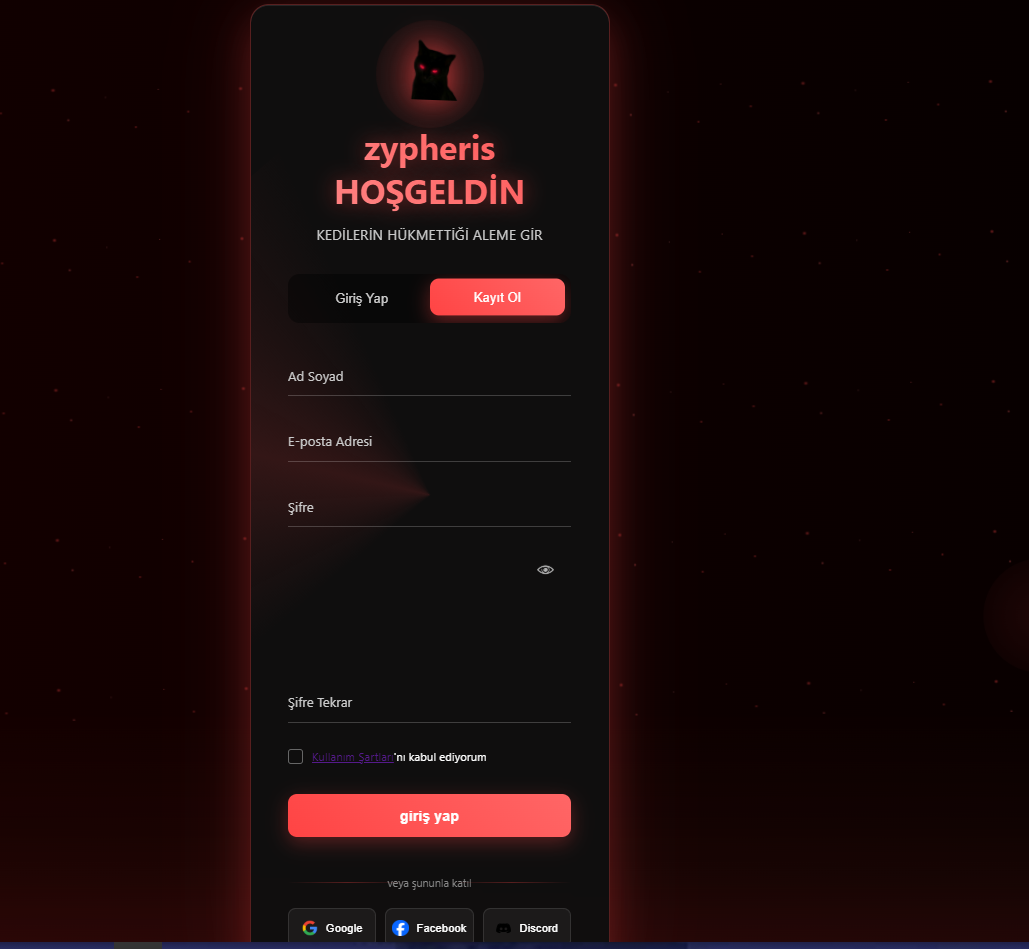 zypheris
HOŞGELDİN
KEDİLERİN HÜKMETTİĞİ ALEME GİR
Giriş Yap
Kayıt Ol
Ad Soyad
E-posta Adresi
Şifre
Şifre Tekrar
Kullanım Şartları'nı kabul ediyorum
giriş yap
veya şununla katıl
Google
Facebook
Discord